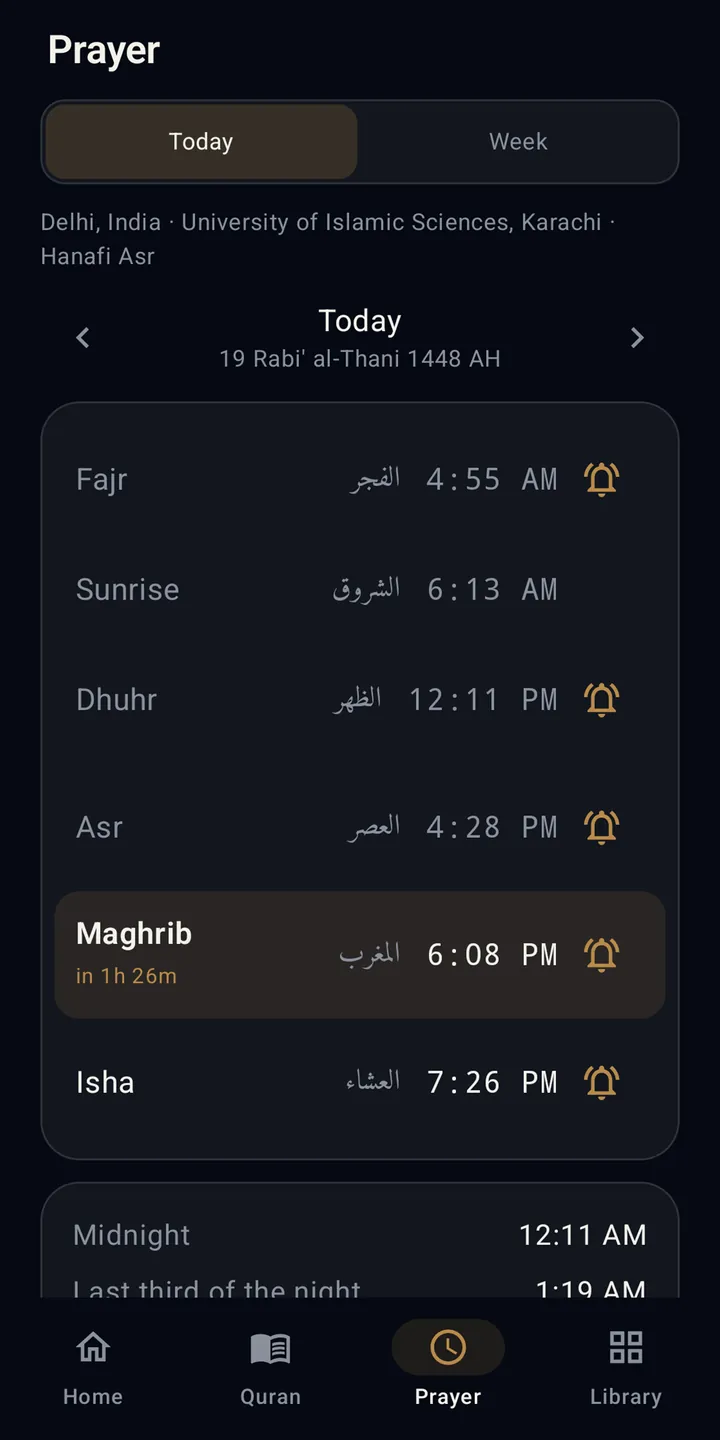 Prayer
Today
Week
Delhi, India · University of Islamic Sciences, Karachi ·
Hanafi Asr
Today
19 Rabi' al-Thani 1448 AH
Fajr الفجر 4:55 AM
Sunrise الشروق 6:13 AM
Dhuhr الظهر 12:11 PM
Asr العصر 4:28 PM
Maghrib المغرب 6:08 PM
in 1h 26m
Isha العشاء 7:26 PM
Midnight 12:11 AM
Last third of the night 1:19 AM
Home
Quran
Prayer
Library